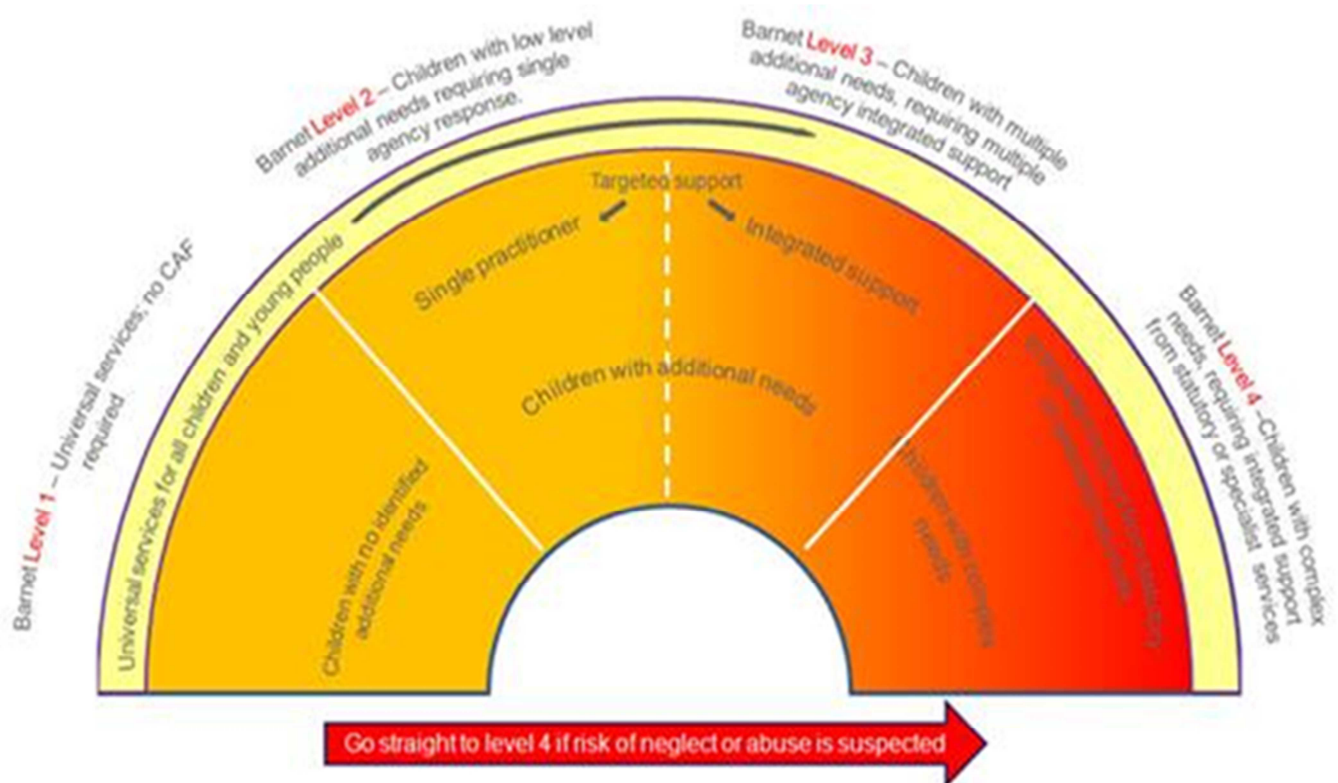 Barnet Level 1 – Universal services; no CAF
required
Barnet Level 2 – Children with low level
additional needs requiring single
agency response.
Barnet Level 3 – Children with multiple
additional needs, requiring multiple
agency integrated support
Barnet Level 4 –Children with complex
needs, requiring integrated support
from statutory or specialist services
Universal services for all children and young people
Targeted support
Single practitioner
Integrated support
Children with additional needs
Children with no identified
additional needs
Children with complex
needs
Go straight to level 4 if risk of neglect or abuse is suspected